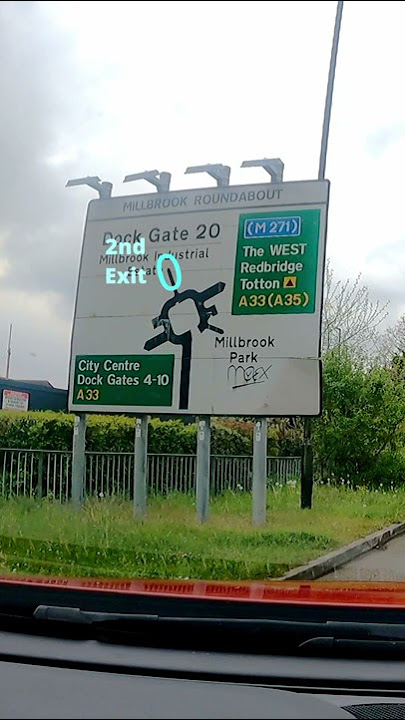 MILLBROOK ROUNDABOUT
Dock Gate 20
Millbrook Industrial
Estate
2nd
Exit
(M 271)
The WEST
Redbridge
Totton
A33 (A35)
Millbrook
Park
City Centre
Dock Gates 4-10
A33